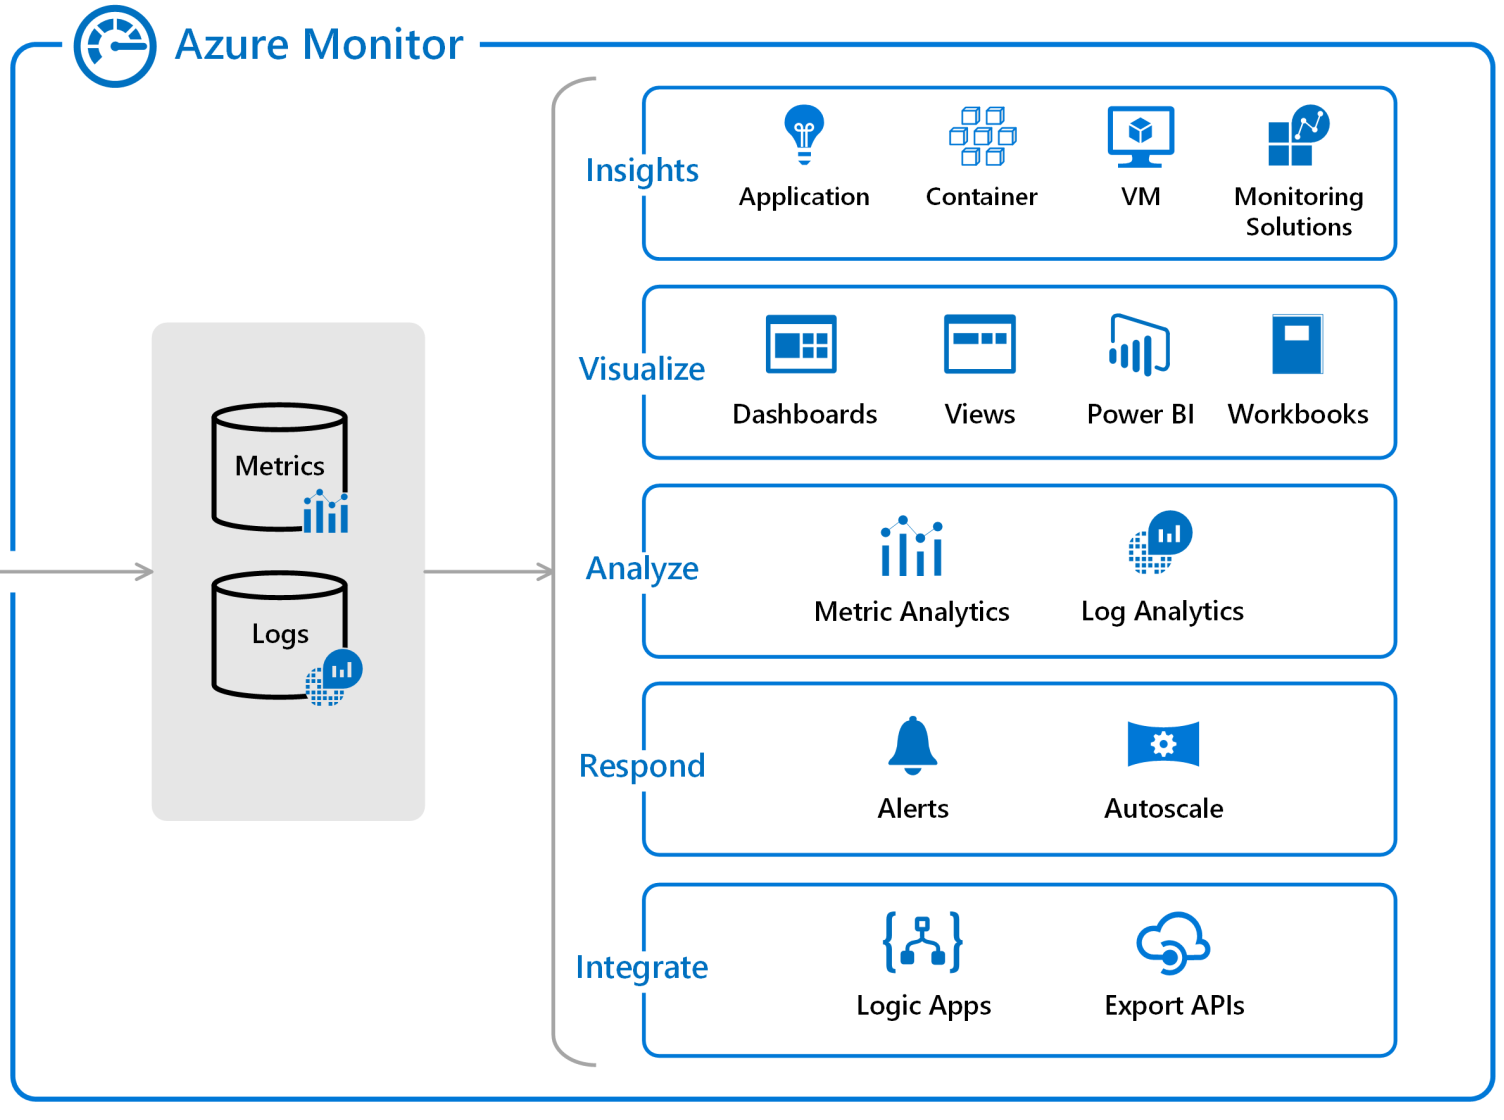 Azure Monitor
Metrics
Logs
Insights
Application
Container
VM
Monitoring
Solutions
Visualize
Dashboards
Views
Power BI
Workbooks
Analyze
Metric Analytics
Log Analytics
Respond
Alerts
Autoscale
Integrate
Logic Apps
Export APIs